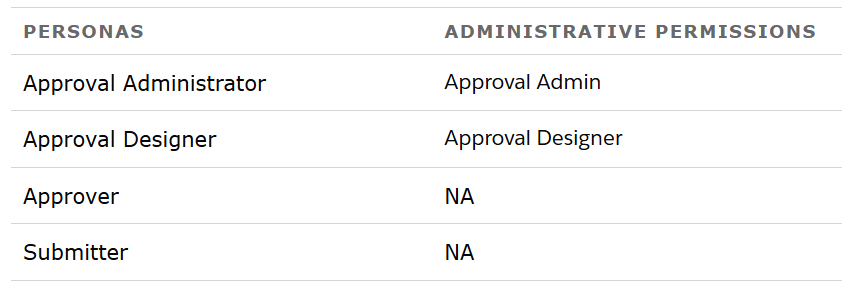 PERSONAS ADMINISTRATIVE PERMISSIONS
Approval Administrator Approval Admin
Approval Designer Approval Designer
Approver NA
Submitter NA